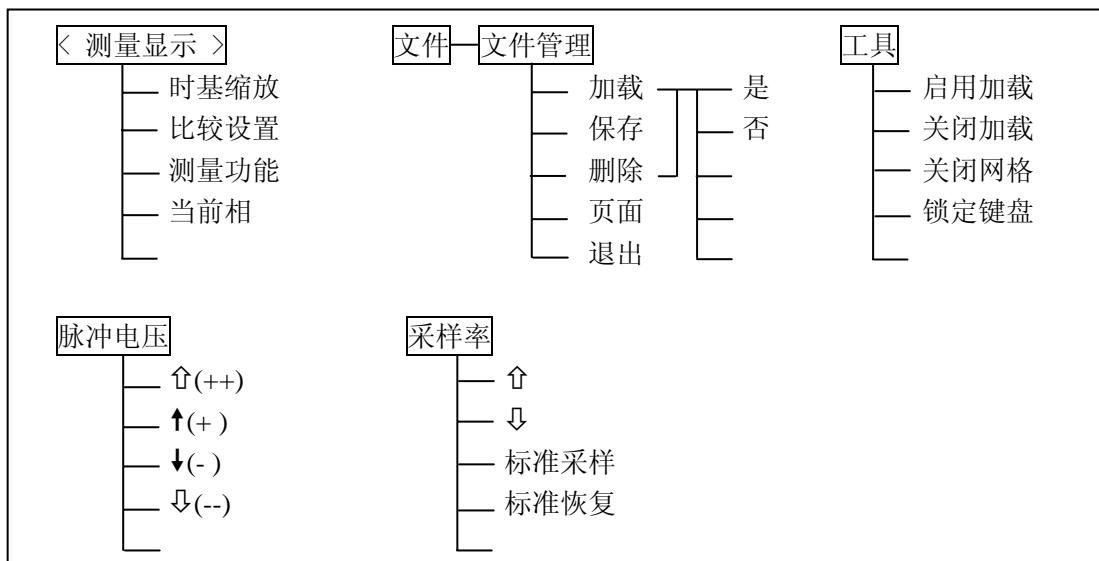 < 测量显示 >
时基缩放
比较设置
测量功能
当前相
文件 文件管理
加载
保存
删除
页面
退出
是
否
工具
启用加载
关闭加载
关闭网格
锁定键盘
脉冲电压
⇧(++)
↑(+ )
↓(- )
⇩(--)
采样率
⇧
⇩
标准采样
标准恢复